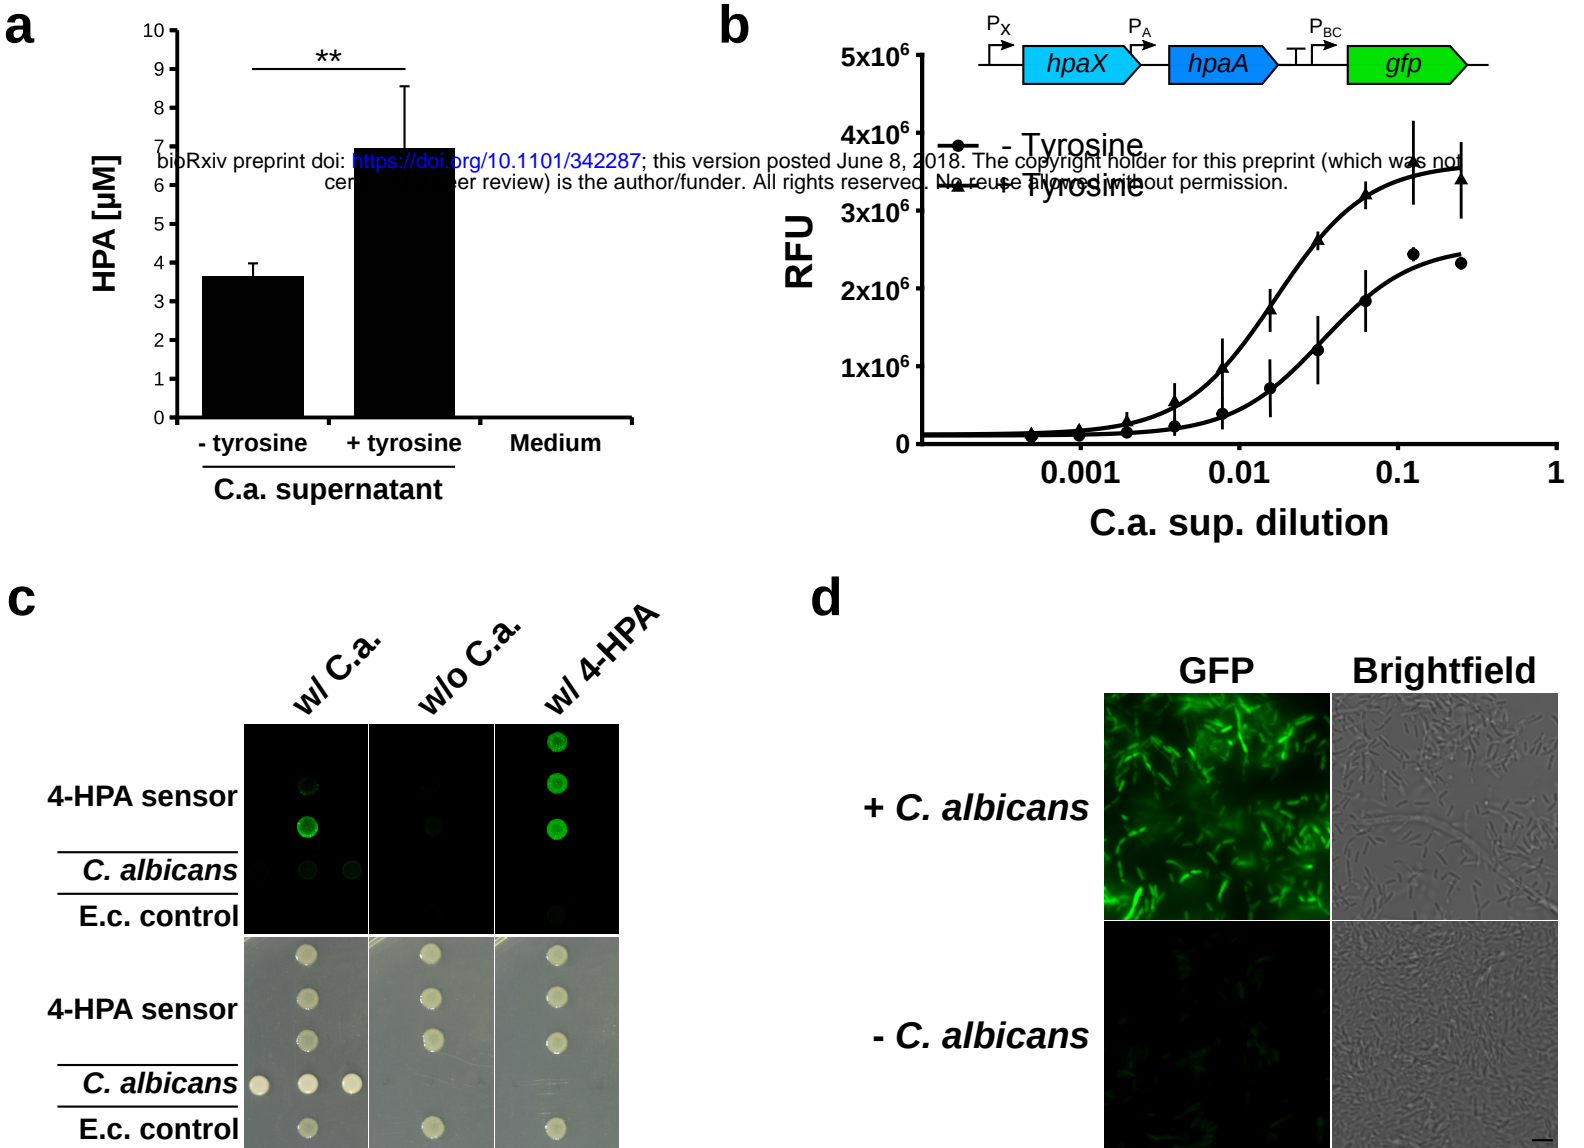 a
10
9
8
7
6
5
4
3
2
1
0
HPA [µM]
**
- tyrosine
+ tyrosine
Medium
C.a. supernatant
bioRxiv preprint doi: https://doi.org/10.1101/342287; this version posted June 8, 2018. The copyright holder for this preprint (which was not
peer review) is the author/funder. All rights reserved. No reuse allowed without permission.
b
PX
hpaX
PA
hpaA
PBC
gfp
5x10⁶
4x10⁶
3x10⁶
2x10⁶
1x10⁶
0
RFU
- Tyrosine
+ Tyrosine
0.001
0.01
0.1
1
C.a. sup. dilution
c
w/ C.a.
w/o C.a.
w/ 4-HPA
4-HPA sensor
C. albicans
E.c. control
4-HPA sensor
C. albicans
E.c. control
d
GFP
Brightfield
+ C. albicans
- C. albicans